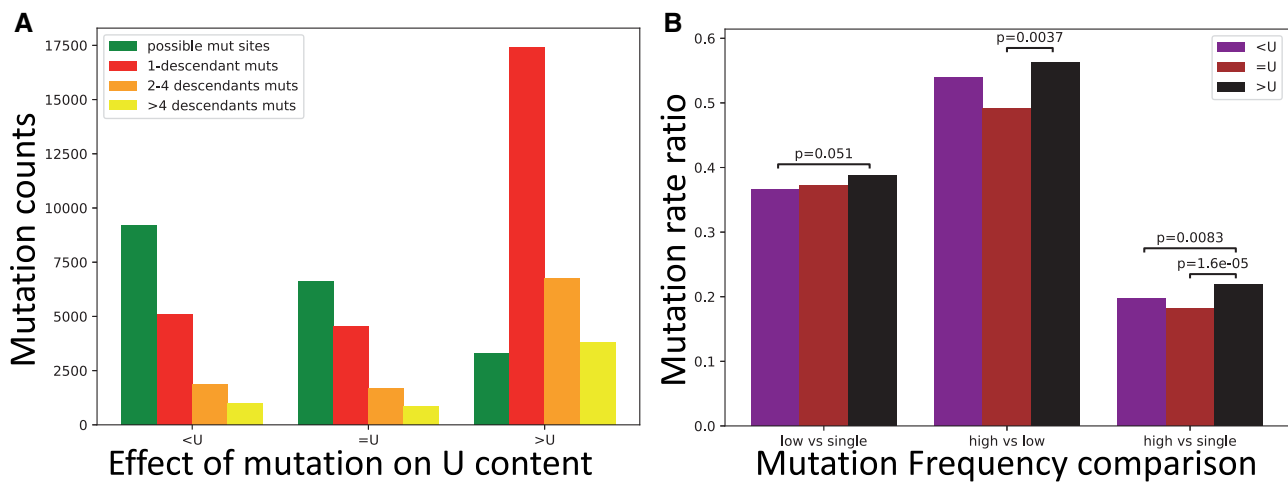 A
Mutation counts
17500
15000
12500
10000
7500
5000
2500
0
possible mut sites
1-descendant muts
2-4 descendants muts
>4 descendants muts
<U
=U
>U
Effect of mutation on U content
B
Mutation rate ratio
0.6
0.5
0.4
0.3
0.2
0.1
0.0
p=0.0037
<U
=U
>U
p=0.051
p=0.0083
p=1.6e-05
low vs single
high vs low
high vs single
Mutation Frequency comparison